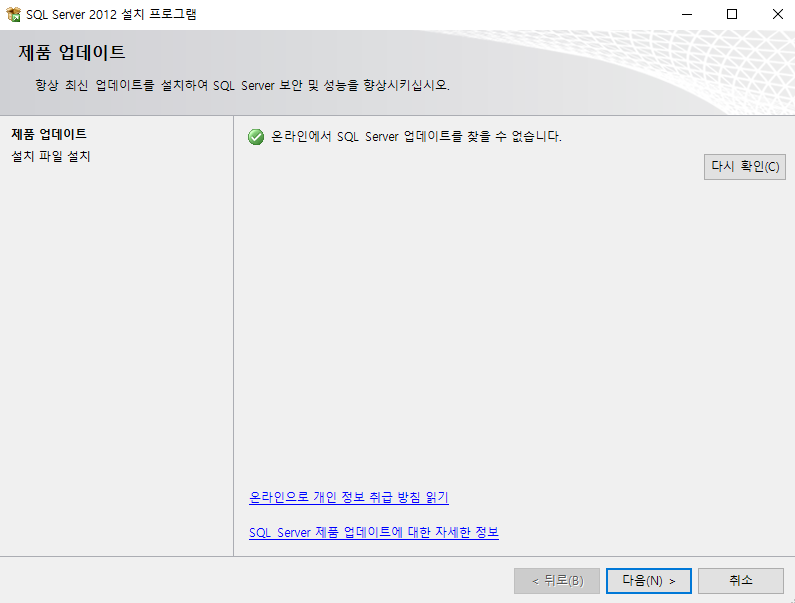 SQL Server 2012 설치 프로그램
제품 업데이트
항상 최신 업데이트를 설치하여 SQL Server 보안 및 성능을 향상시키십시오.
제품 업데이트
설치 파일 설치
온라인에서 SQL Server 업데이트를 찾을 수 없습니다.
다시 확인(C)
온라인으로 개인 정보 취급 방침 읽기
SQL Server 제품 업데이트에 대한 자세한 정보
< 뒤로(B)
다음(N) >
취소